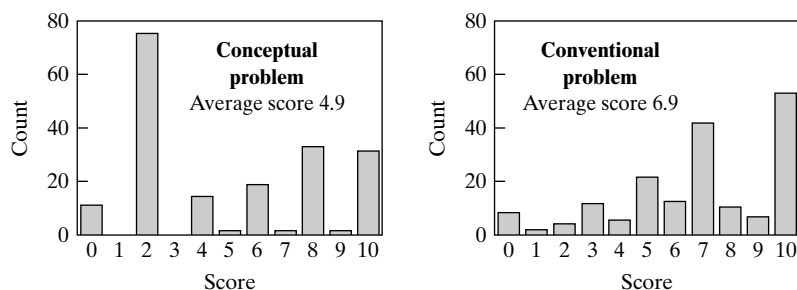 80
60
40
20
0
Count
Conceptual
problem
Average score 4.9
0 1 2 3 4 5 6 7 8 9 10
Score
80
60
40
20
0
Count
Conventional
problem
Average score 6.9
0 1 2 3 4 5 6 7 8 9 10
Score